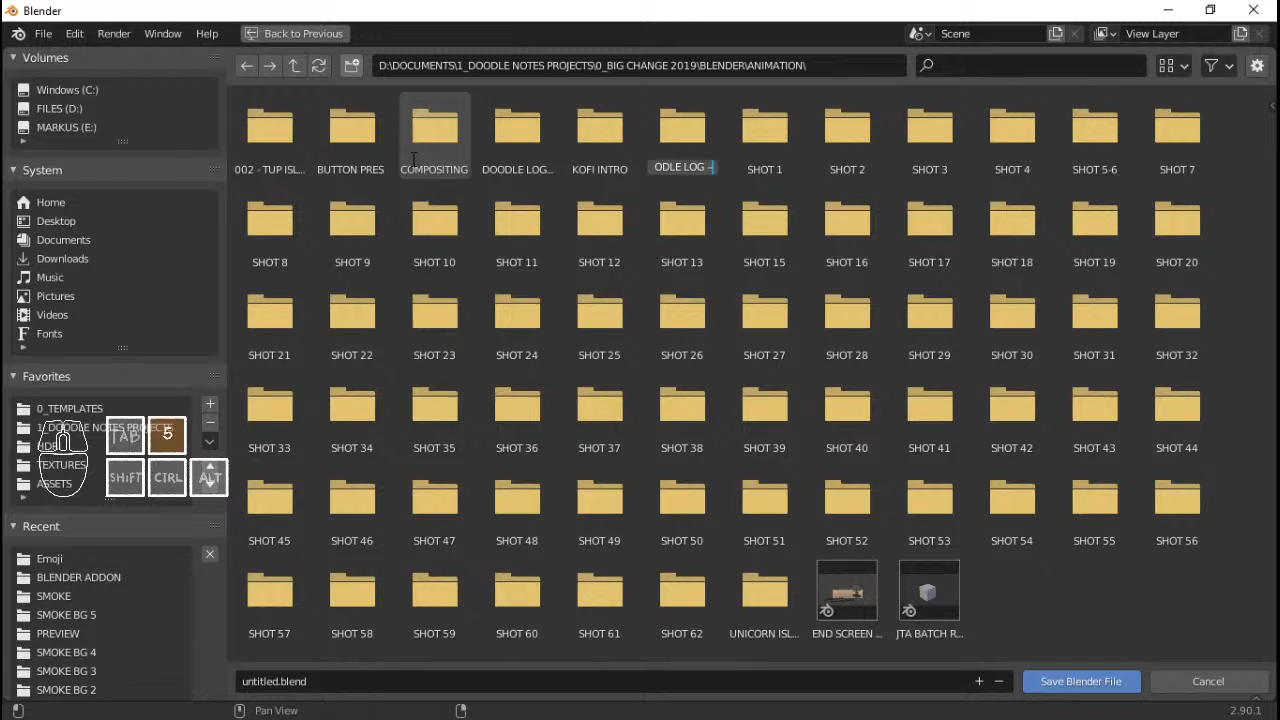 Blender
File Edit Render Window Help Back to Previous Scene View Layer
Volumes
D:\DOCUMENTS\1_DOODLE NOTES PROJECTS\0_BIG CHANGE 2019\BLENDER\ANIMATION\
Windows (C:)
FILES (D:)
MARKUS (E:)
System
Home
Desktop
Documents
Downloads
Music
Pictures
Videos
Fonts
Favorites
0_TEMPLATES
1_DOODLE NOTES PROJECTS
TEXTURES
ASSETS
TAB 5
SHIFT CTRL ALT
Recent
Emoji
BLENDER ADDON
SMOKE
SMOKE BG 5
PREVIEW
SMOKE BG 4
SMOKE BG 3
SMOKE BG 2
002 - TUP ISL... BUTTON PRES COMPOSITING DOODLE LOG... KOFI INTRO ODLE LOG - SHOT 1 SHOT 2 SHOT 3 SHOT 4 SHOT 5-6 SHOT 7
SHOT 8 SHOT 9 SHOT 10 SHOT 11 SHOT 12 SHOT 13 SHOT 15 SHOT 16 SHOT 17 SHOT 18 SHOT 19 SHOT 20
SHOT 21 SHOT 22 SHOT 23 SHOT 24 SHOT 25 SHOT 26 SHOT 27 SHOT 28 SHOT 29 SHOT 30 SHOT 31 SHOT 32
SHOT 33 SHOT 34 SHOT 35 SHOT 36 SHOT 37 SHOT 38 SHOT 39 SHOT 40 SHOT 41 SHOT 42 SHOT 43 SHOT 44
SHOT 45 SHOT 46 SHOT 47 SHOT 48 SHOT 49 SHOT 50 SHOT 51 SHOT 52 SHOT 53 SHOT 54 SHOT 55 SHOT 56
SHOT 57 SHOT 58 SHOT 59 SHOT 60 SHOT 61 SHOT 62 UNICORN ISL... END SCREEN ... JTA BATCH R...
untitled.blend Save Blender File Cancel
Pan View 2.90.1